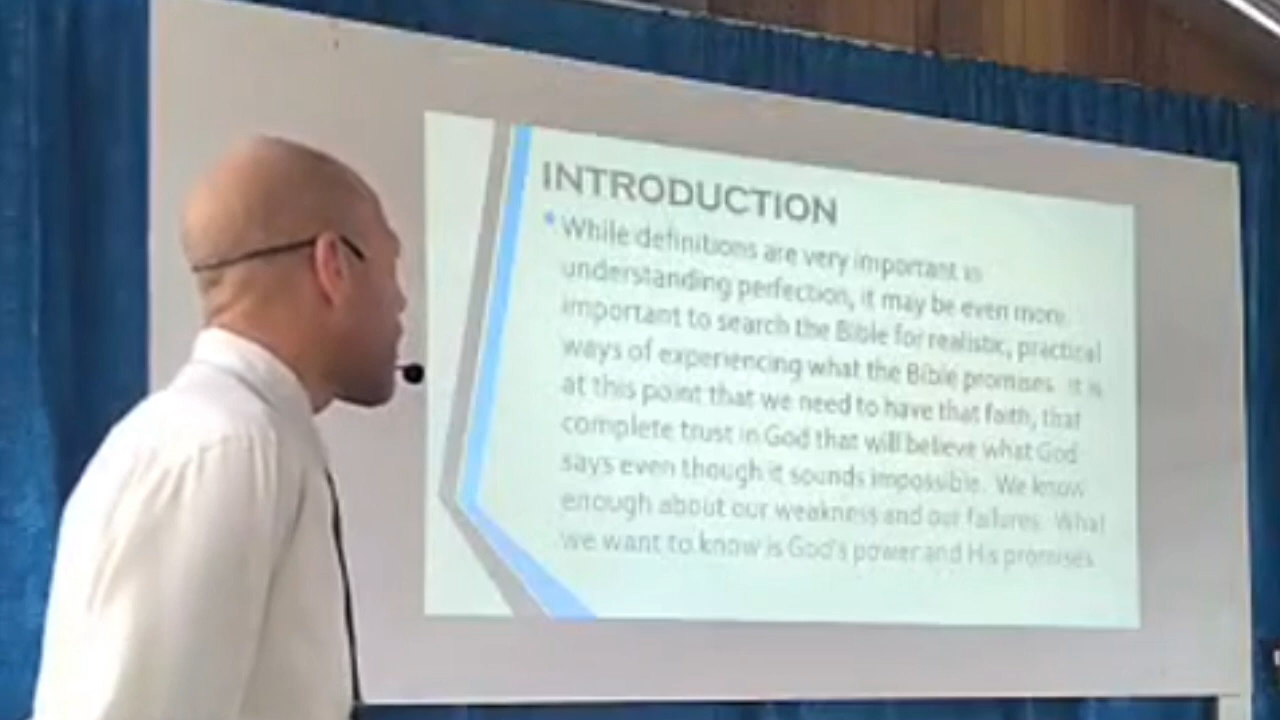 INTRODUCTION
While definitions are very important in
understanding perfection, it may be even more
important to search the Bible for realistic, practical
ways of experiencing what the Bible promises. It is
at this point that we need to have that faith, that
complete trust in God that will believe what God
says even though it sounds impossible. We know
enough about our weakness and our failures. What
we want to know is God's power and His promises